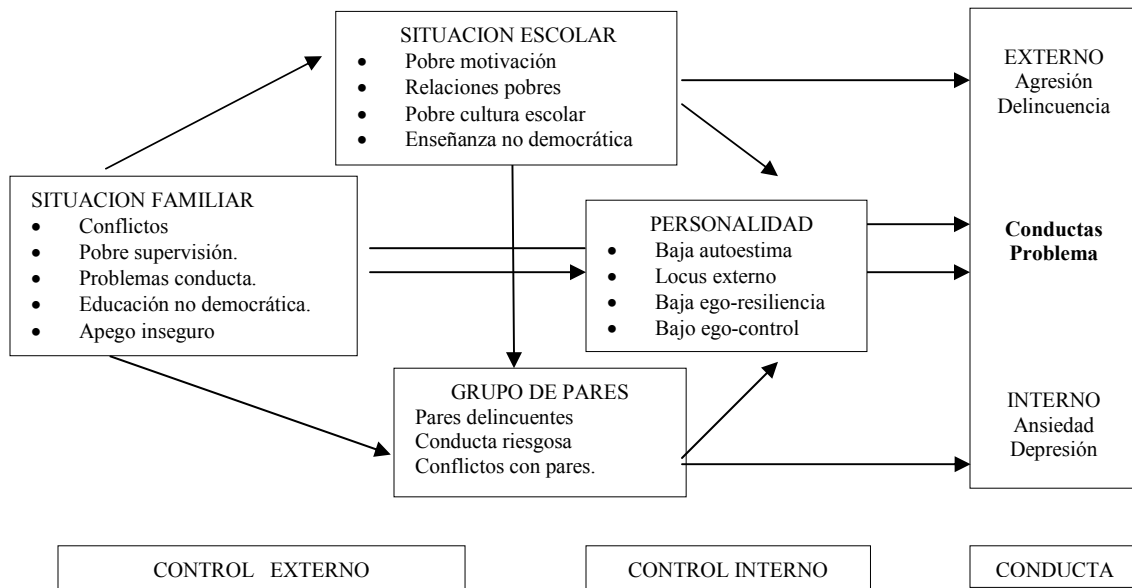 SITUACION ESCOLAR
• Pobre motivación
• Relaciones pobres
• Pobre cultura escolar
• Enseñanza no democrática
SITUACION FAMILIAR
• Conflictos
• Pobre supervisión.
• Problemas conducta.
• Educación no democrática.
• Apego inseguro
PERSONALIDAD
• Baja autoestima
• Locus externo
• Baja ego-resiliencia
• Bajo ego-control
GRUPO DE PARES
Pares delincuentes
Conducta riesgosa
Conflictos con pares.
EXTERNO
Agresión
Delincuencia
Conductas
Problema
INTERNO
Ansiedad
Depresión
CONTROL EXTERNO
CONTROL INTERNO
CONDUCTA